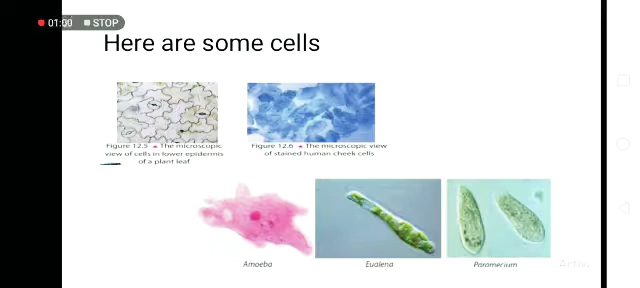 01:00 STOP
Here are some cells
Figure 12.5 ▲ The microscopic
view of cells in lower epidermis
of a plant leaf
Figure 12.6 ▲ The microscopic view
of stained human cheek cells
Amoeba
Euglena
Paramecium